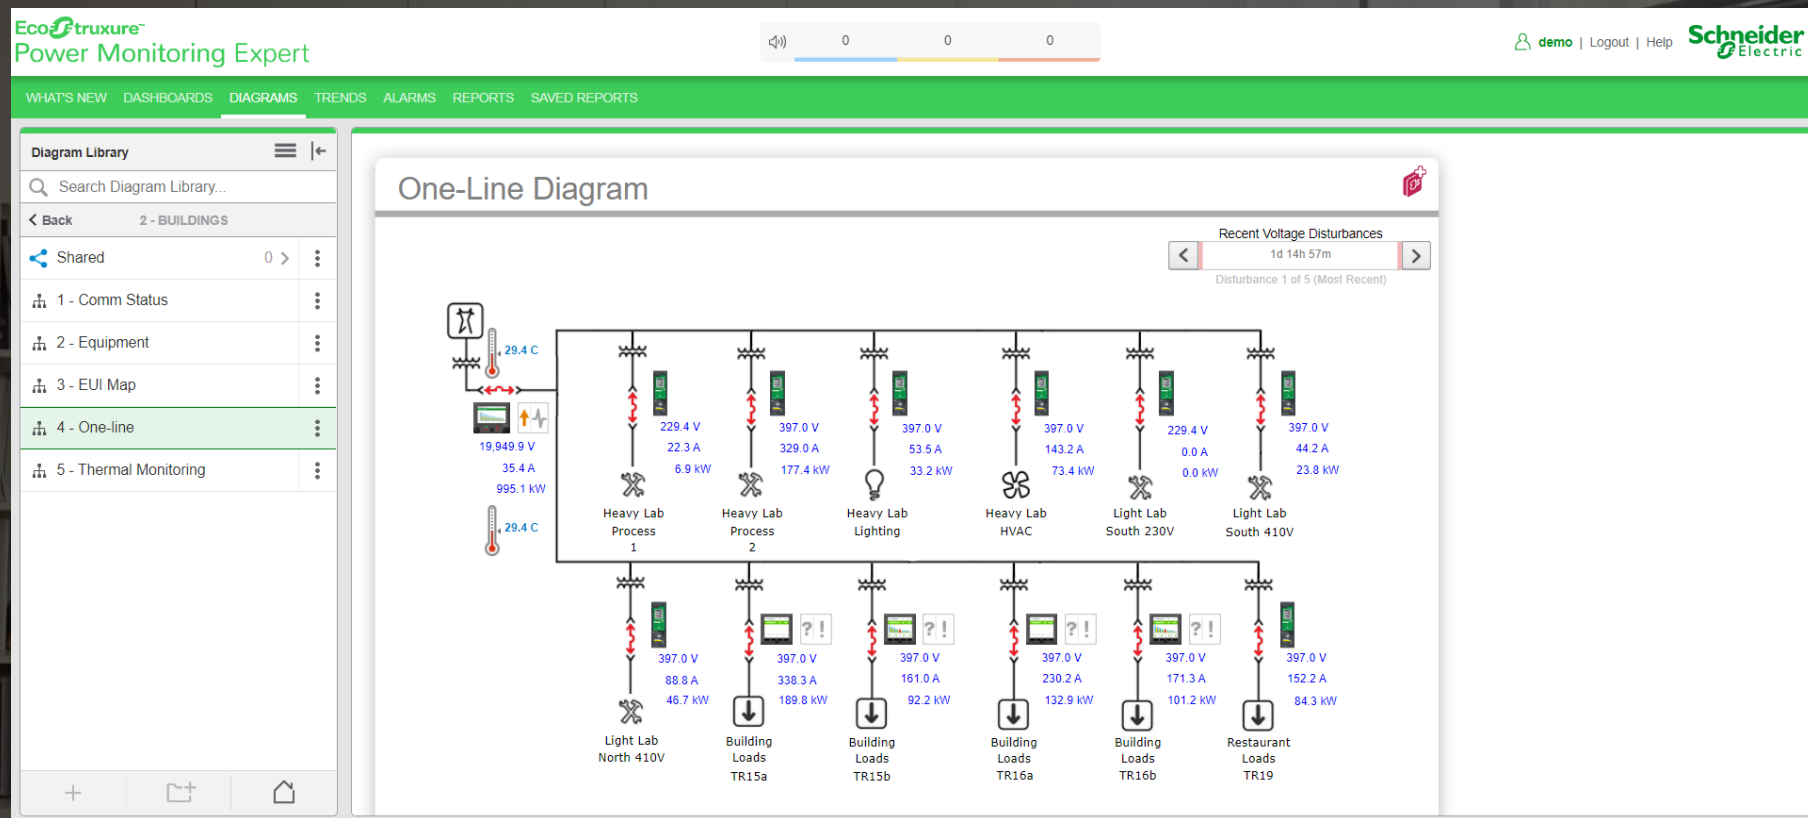 EcoStruxure™
Power Monitoring Expert
0 0 0
demo | Logout | Help
Schneider Electric
WHAT'S NEW DASHBOARDS DIAGRAMS TRENDS ALARMS REPORTS SAVED REPORTS
Diagram Library
Search Diagram Library...
Back 2 - BUILDINGS
Shared 0
1 - Comm Status
2 - Equipment
3 - EUI Map
4 - One-line
5 - Thermal Monitoring
One-Line Diagram
Recent Voltage Disturbances
1d 14h 57m
Disturbance 1 of 5 (Most Recent)
29.4 C
19,949.9 V
35.4 A
995.1 kW
29.4 C
229.4 V
22.3 A
6.9 kW
Heavy Lab
Process
1
397.0 V
329.0 A
177.4 kW
Heavy Lab
Process
2
397.0 V
53.5 A
33.2 kW
Heavy Lab
Lighting
397.0 V
143.2 A
73.4 kW
Heavy Lab
HVAC
229.4 V
0.0 A
0.0 kW
Light Lab
South 230V
397.0 V
44.2 A
23.8 kW
Light Lab
South 410V
397.0 V
88.8 A
46.7 kW
Light Lab
North 410V
? !
397.0 V
338.3 A
189.8 kW
Building
Loads
TR15a
? !
397.0 V
161.0 A
92.2 kW
Building
Loads
TR15b
? !
397.0 V
230.2 A
132.9 kW
Building
Loads
TR16a
? !
397.0 V
171.3 A
101.2 kW
Building
Loads
TR16b
397.0 V
152.2 A
84.3 kW
Restaurant
Loads
TR19